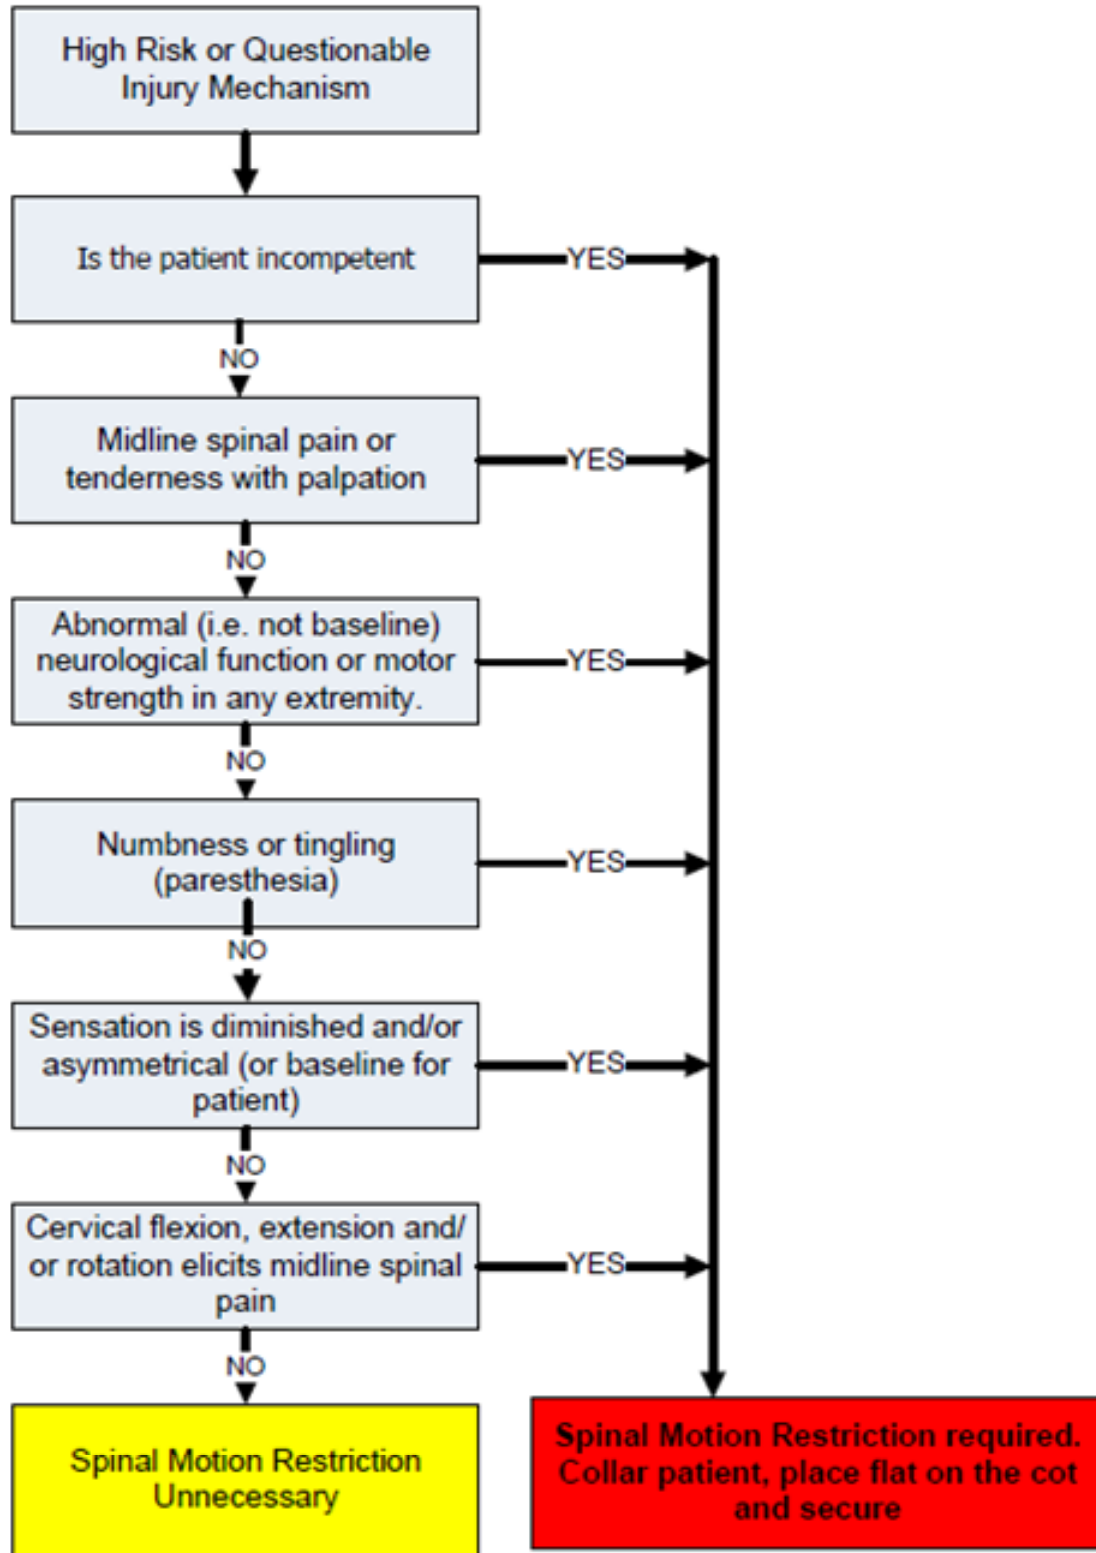 High Risk or Questionable
Injury Mechanism
Is the patient incompetent
YES
NO
Midline spinal pain or
tenderness with palpation
YES
NO
Abnormal (i.e. not baseline)
neurological function or motor
strength in any extremity.
YES
NO
Numbness or tingling
(paresthesia)
YES
NO
Sensation is diminished and/or
asymmetrical (or baseline for
patient)
YES
NO
Cervical flexion, extension and/
or rotation elicits midline spinal
pain
YES
NO
Spinal Motion Restriction
Unnecessary
Spinal Motion Restriction required.
Collar patient, place flat on the cot
and secure